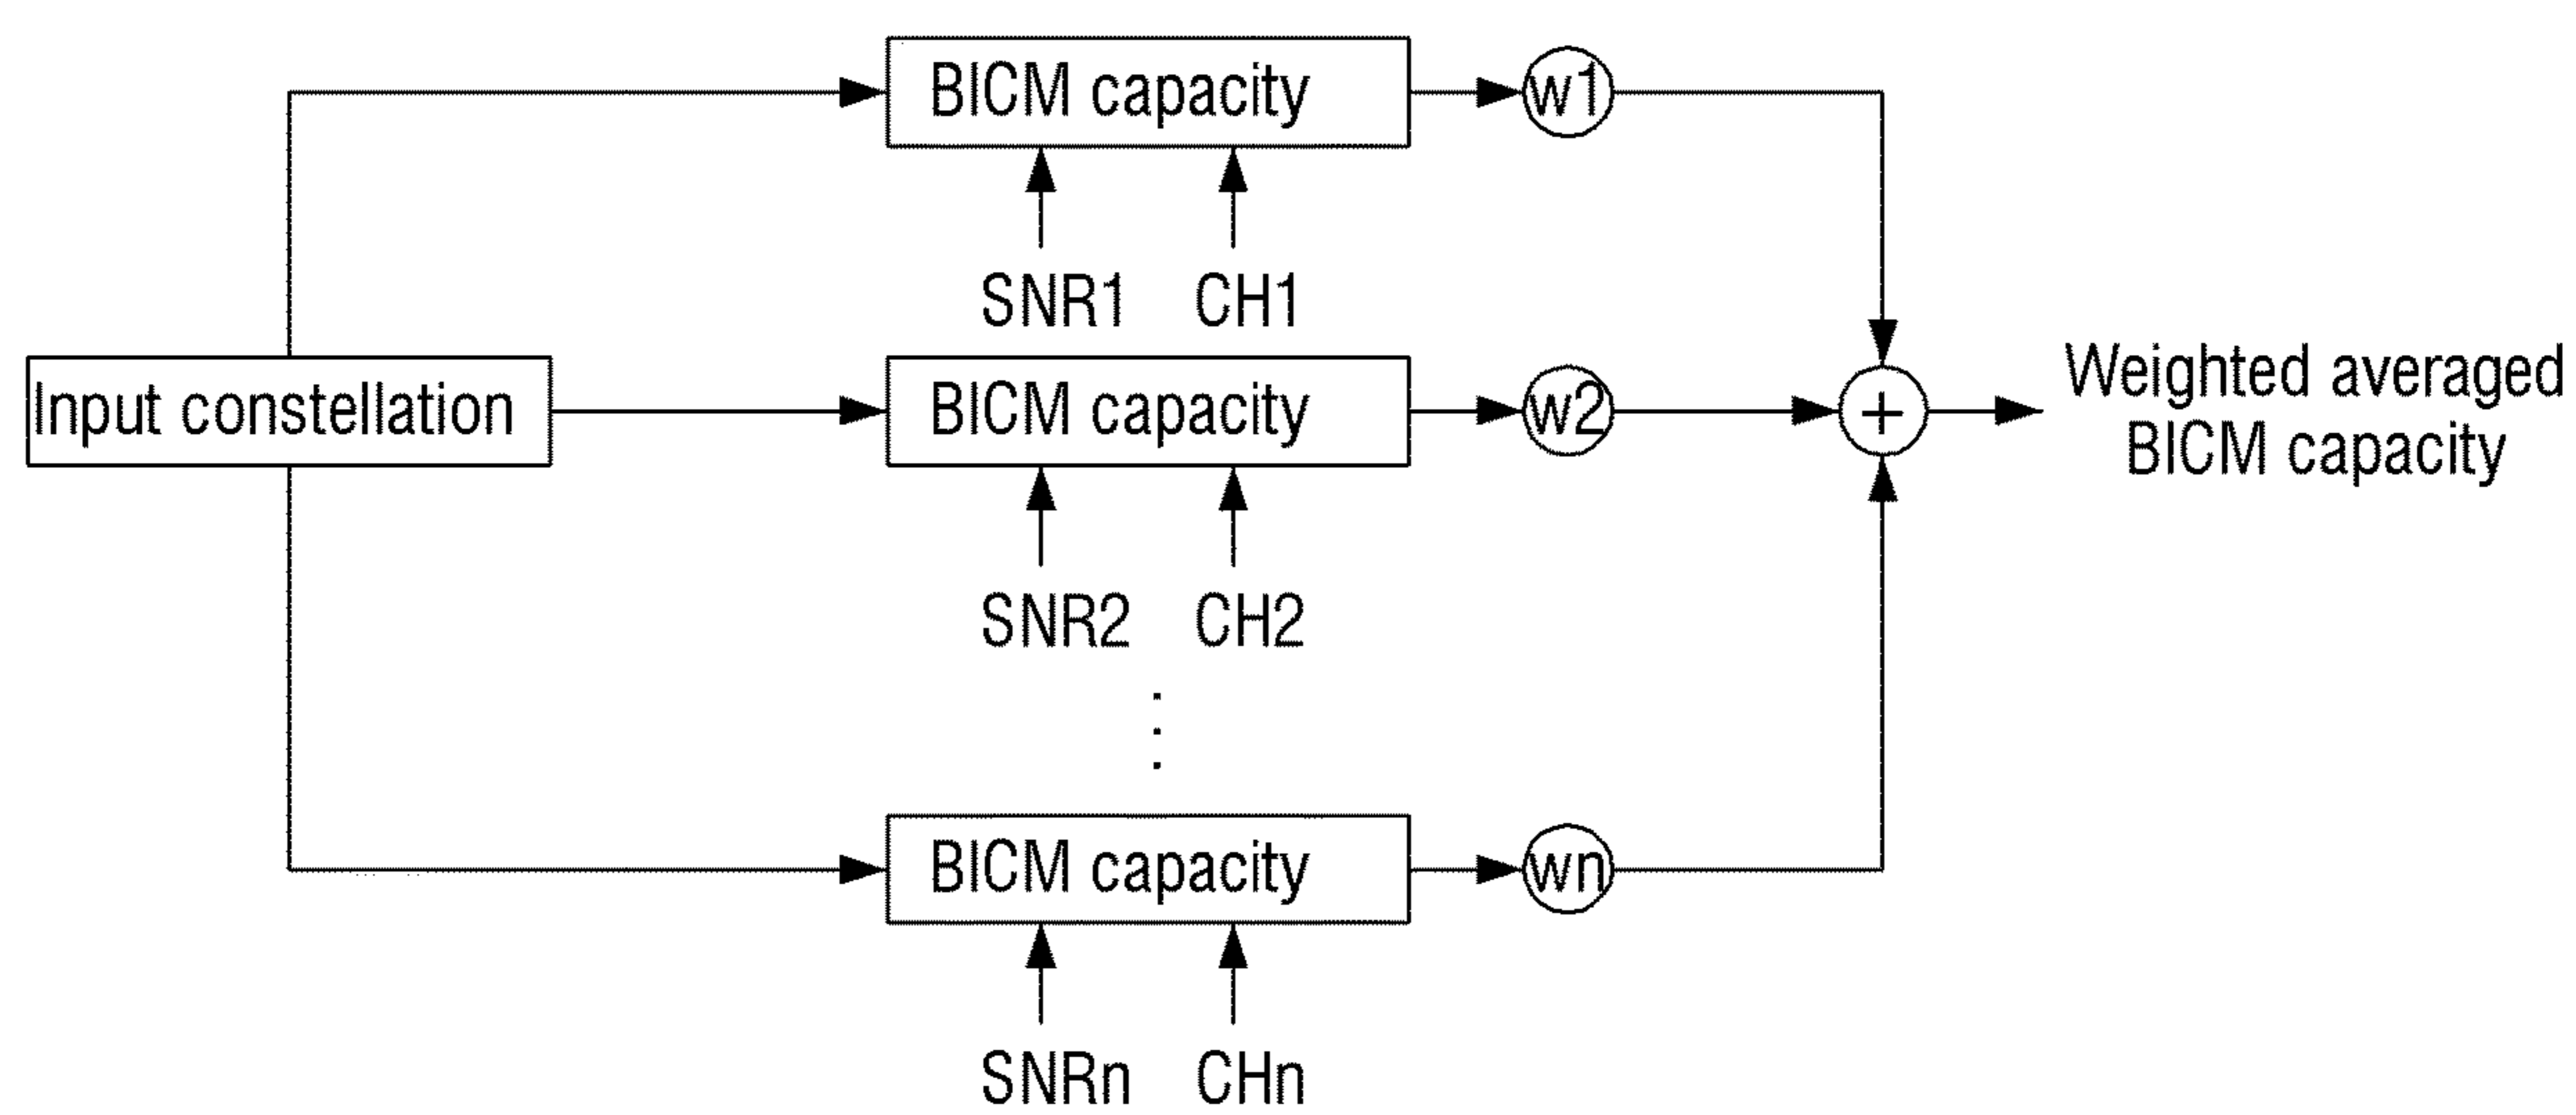 BICM capacity
w1
SNR1 CH1
Input constellation
BICM capacity
w2
+
Weighted averaged
BICM capacity
SNR2 CH2
BICM capacity
wn
SNRn CHn